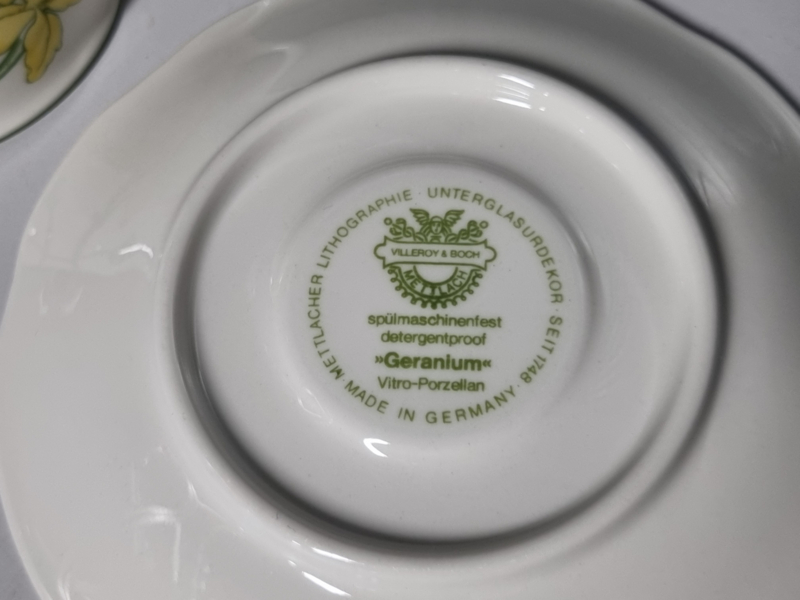 METTLACHER LITHOGRAPHIE · UNTERGLASURDEKOR · SEIT 1748 ·
VILLEROY & BOCH
METTLACH
spülmaschinenfest
detergentproof
»Geranium«
Vitro-Porzellan
MADE IN GERMANY ·